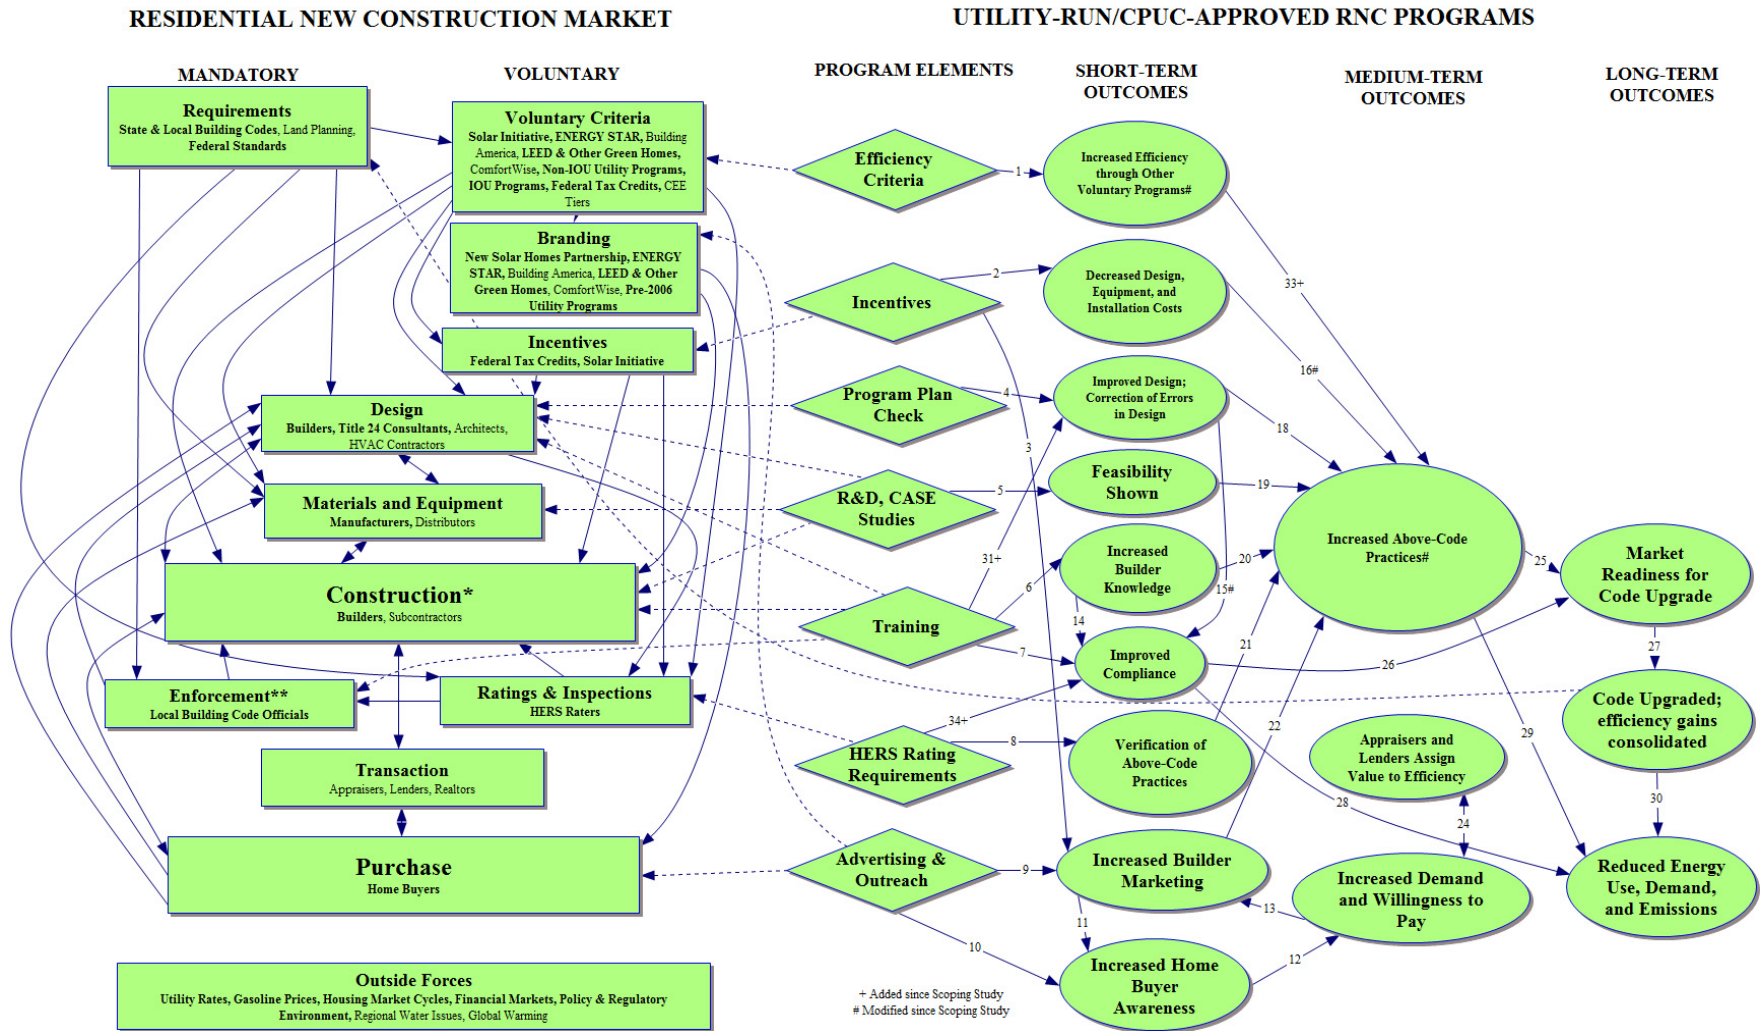 RESIDENTIAL NEW CONSTRUCTION MARKET
UTILITY-RUN/CPUC-APPROVED RNC PROGRAMS
MANDATORY
VOLUNTARY
PROGRAM ELEMENTS
SHORT-TERM
OUTCOMES
MEDIUM-TERM
OUTCOMES
LONG-TERM
OUTCOMES
Requirements
State & Local Building Codes, Land Planning,
Federal Standards
Voluntary Criteria
Solar Initiative, ENERGY STAR, Building
America, LEED & Other Green Homes,
ComfortWise, Non-IOU Utility Programs,
IOU Programs, Federal Tax Credits, CEE
Tiers
Branding
New Solar Homes Partnership, ENERGY
STAR, Building America, LEED & Other
Green Homes, ComfortWise, Pre-2006
Utility Programs
Incentives
Federal Tax Credits, Solar Initiative
Design
Builders, Title 24 Consultants, Architects,
HVAC Contractors
Materials and Equipment
Manufacturers, Distributors
Construction*
Builders, Subcontractors
Enforcement**
Local Building Code Officials
Ratings & Inspections
HERS Raters
Transaction
Appraisers, Lenders, Realtors
Purchase
Home Buyers
Outside Forces
Utility Rates, Gasoline Prices, Housing Market Cycles, Financial Markets, Policy & Regulatory
Environment, Regional Water Issues, Global Warming
Efficiency
Criteria
Incentives
Program Plan
Check
R&D, CASE
Studies
Training
HERS Rating
Requirements
Advertising &
Outreach
1
2
3
4
5
31+
6
7
34+
8
9
10
Increased Efficiency
through Other
Voluntary Programs#
Decreased Design,
Equipment, and
Installation Costs
Improved Design;
Correction of Errors
in Design
Feasibility
Shown
Increased
Builder
Knowledge
14
15#
Improved
Compliance
Verification of
Above-Code
Practices
Increased Builder
Marketing
11
Increased Home
Buyer
Awareness
33+
16#
18
19
20
21
26
22
28
13
12
Increased Above-Code
Practices#
Appraisers and
Lenders Assign
Value to Efficiency
24
Increased Demand
and Willingness to
Pay
25
29
Market
Readiness for
Code Upgrade
27
Code Upgraded;
efficiency gains
consolidated
30
Reduced Energy
Use, Demand,
and Emissions
+ Added since Scoping Study
# Modified since Scoping Study